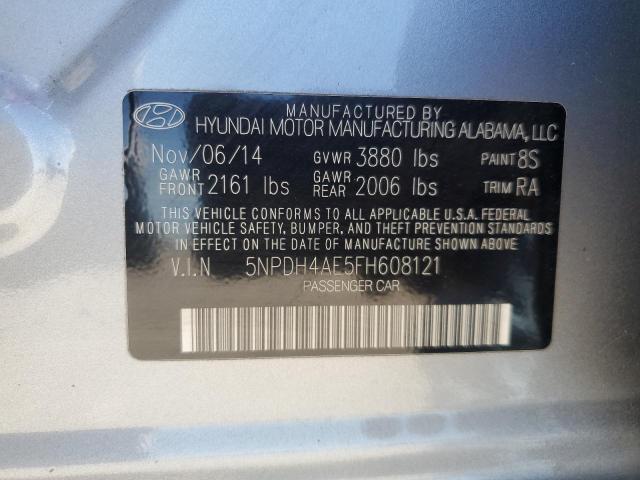 MANUFACTURED BY
HYUNDAI MOTOR MANUFACTURING ALABAMA, LLC
Nov/06/14 GVWR 3880 lbs PAINT 8S
GAWR FRONT 2161 lbs GAWR REAR 2006 lbs TRIM RA
THIS VEHICLE CONFORMS TO ALL APPLICABLE U.S.A. FEDERAL
MOTOR VEHICLE SAFETY, BUMPER, AND THEFT PREVENTION STANDARDS
IN EFFECT ON THE DATE OF MANUFACTURE SHOWN ABOVE.
V.I.N 5NPDH4AE5FH608121
PASSENGER CAR